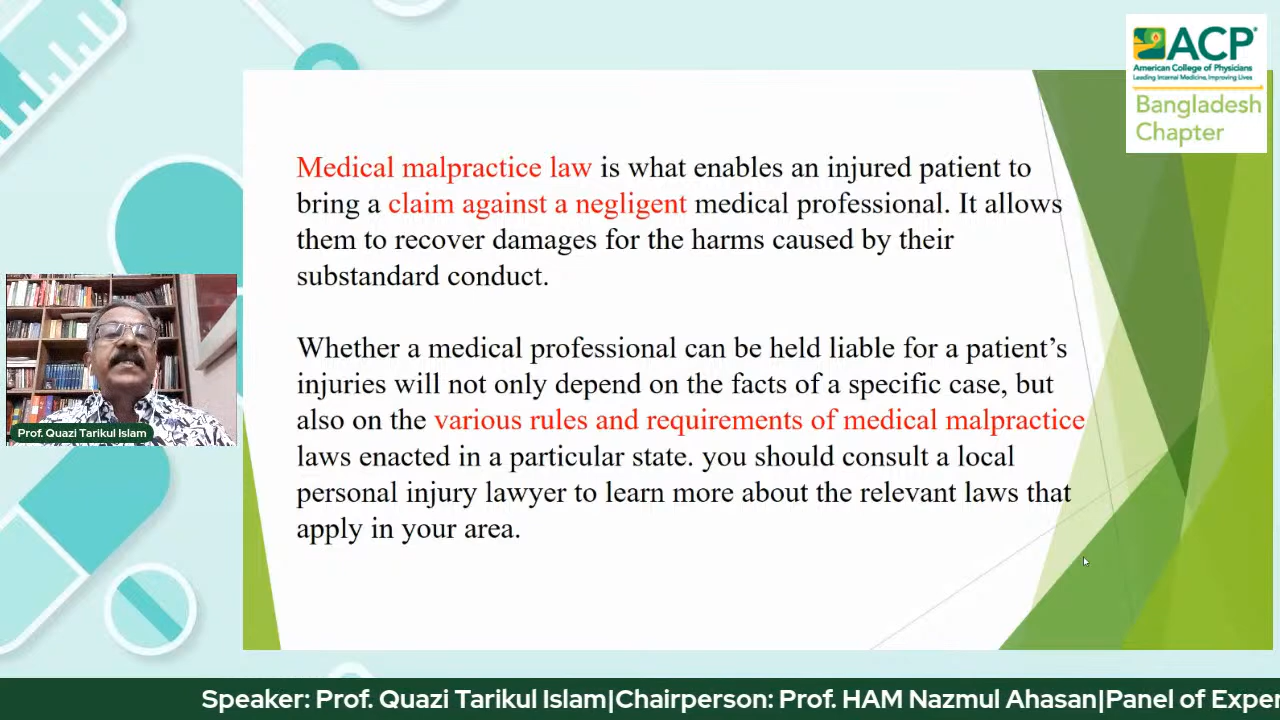 ACP®
American College of Physicians
Leading Internal Medicine, Improving Lives
Bangladesh
Chapter
Medical malpractice law is what enables an injured patient to
bring a claim against a negligent medical professional. It allows
them to recover damages for the harms caused by their
substandard conduct.
Whether a medical professional can be held liable for a patient’s
injuries will not only depend on the facts of a specific case, but
also on the various rules and requirements of medical malpractice
laws enacted in a particular state. you should consult a local
personal injury lawyer to learn more about the relevant laws that
apply in your area.
Prof. Quazi Tarikul Islam
Speaker: Prof. Quazi Tarikul Islam|Chairperson: Prof. HAM Nazmul Ahasan|Panel of Exper